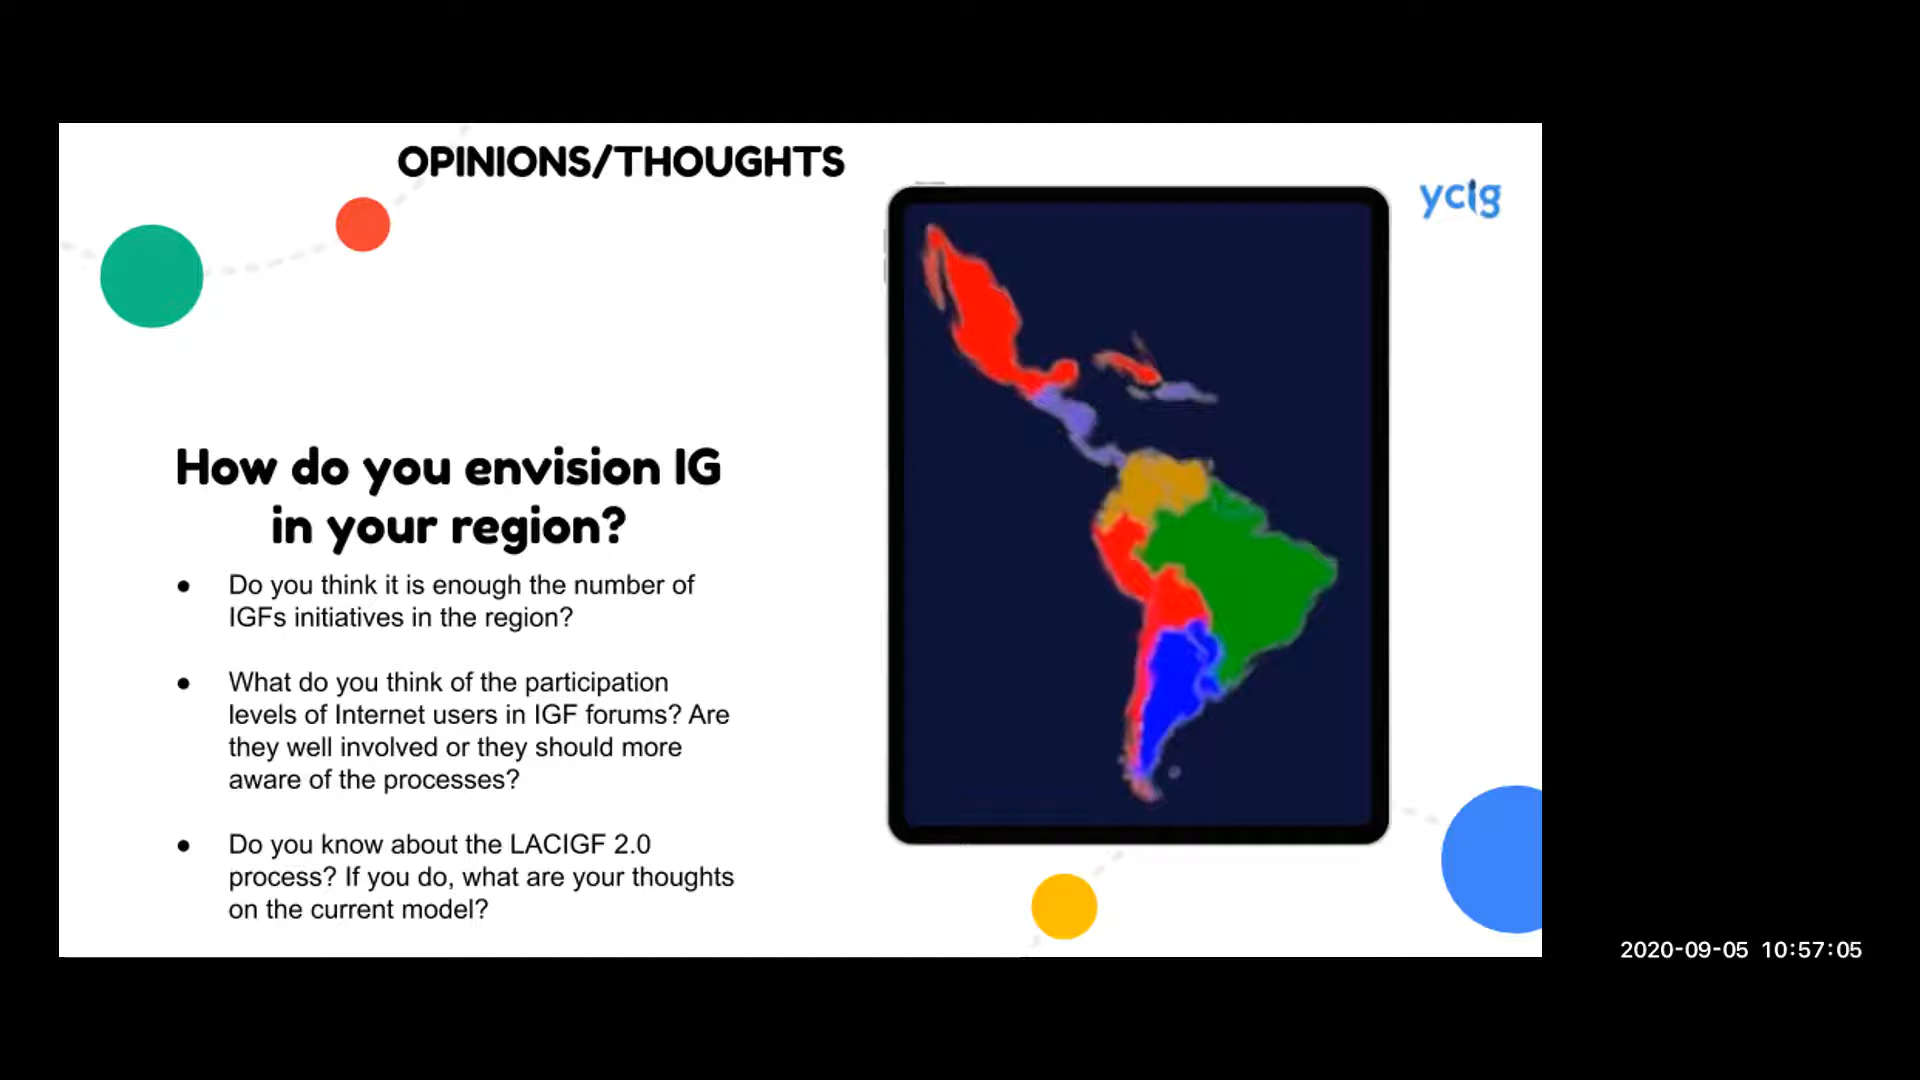 OPINIONS/THOUGHTS
ycig
How do you envision IG
in your region?
● Do you think it is enough the number of
IGFs initiatives in the region?
● What do you think of the participation
levels of Internet users in IGF forums? Are
they well involved or they should more
aware of the processes?
● Do you know about the LACIGF 2.0
process? If you do, what are your thoughts
on the current model?
2020-09-05 10:57:05